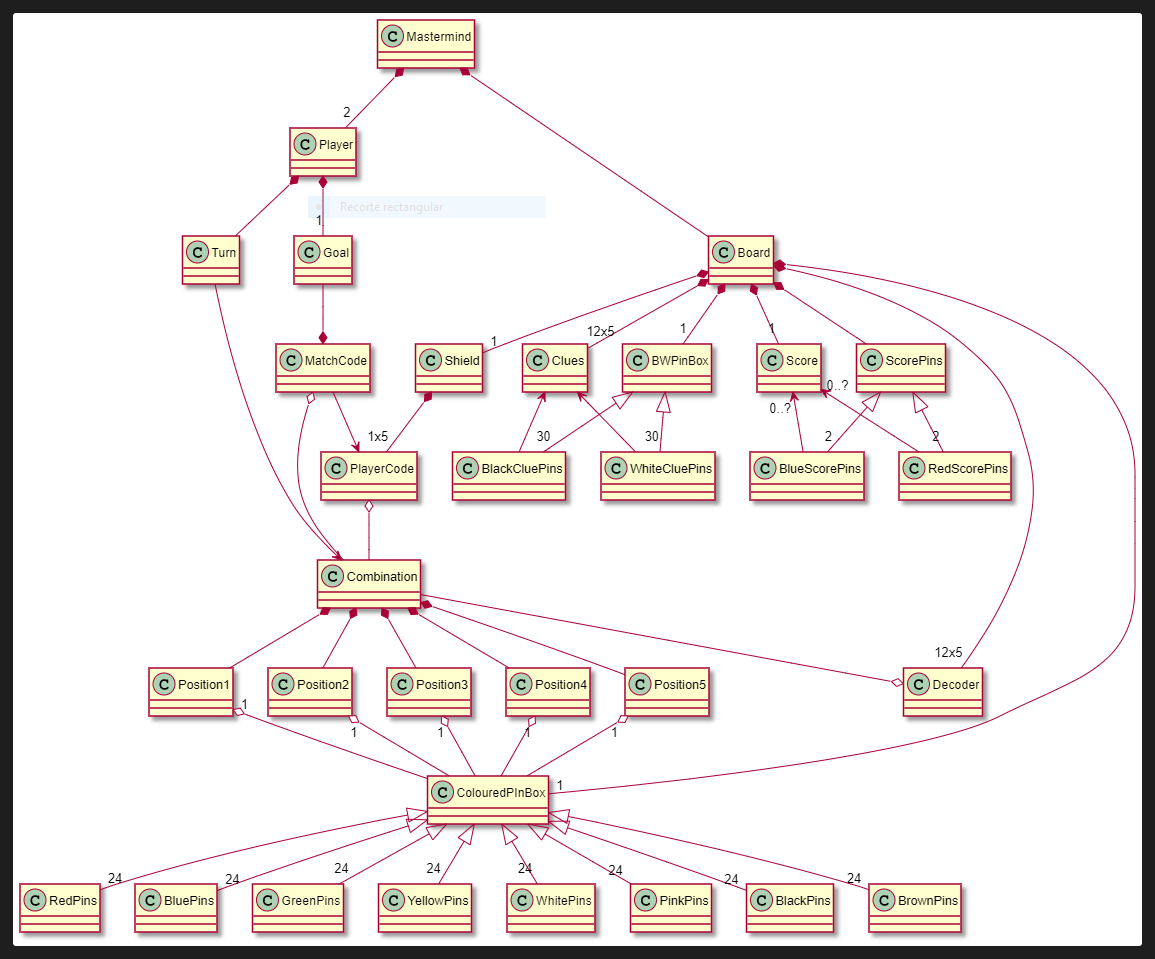 C Mastermind
2
C Player
Recorte rectangular
1
C Turn
C Goal
C Board
1
12x5
1
1
C MatchCode
C Shield
C Clues
C BWPinBox
C Score
C ScorePins
0..?
0..?
1x5
30
30
2
2
C PlayerCode
C BlackCluePins
C WhiteCluePins
C BlueScorePins
C RedScorePins
C Combination
12x5
C Position1
C Position2
C Position3
C Position4
C Position5
C Decoder
1
1
1
1
1
C ColouredPInBox
1
24
24
24
24
24
24
24
24
C RedPins
C BluePins
C GreenPins
C YellowPins
C WhitePins
C PinkPins
C BlackPins
C BrownPins